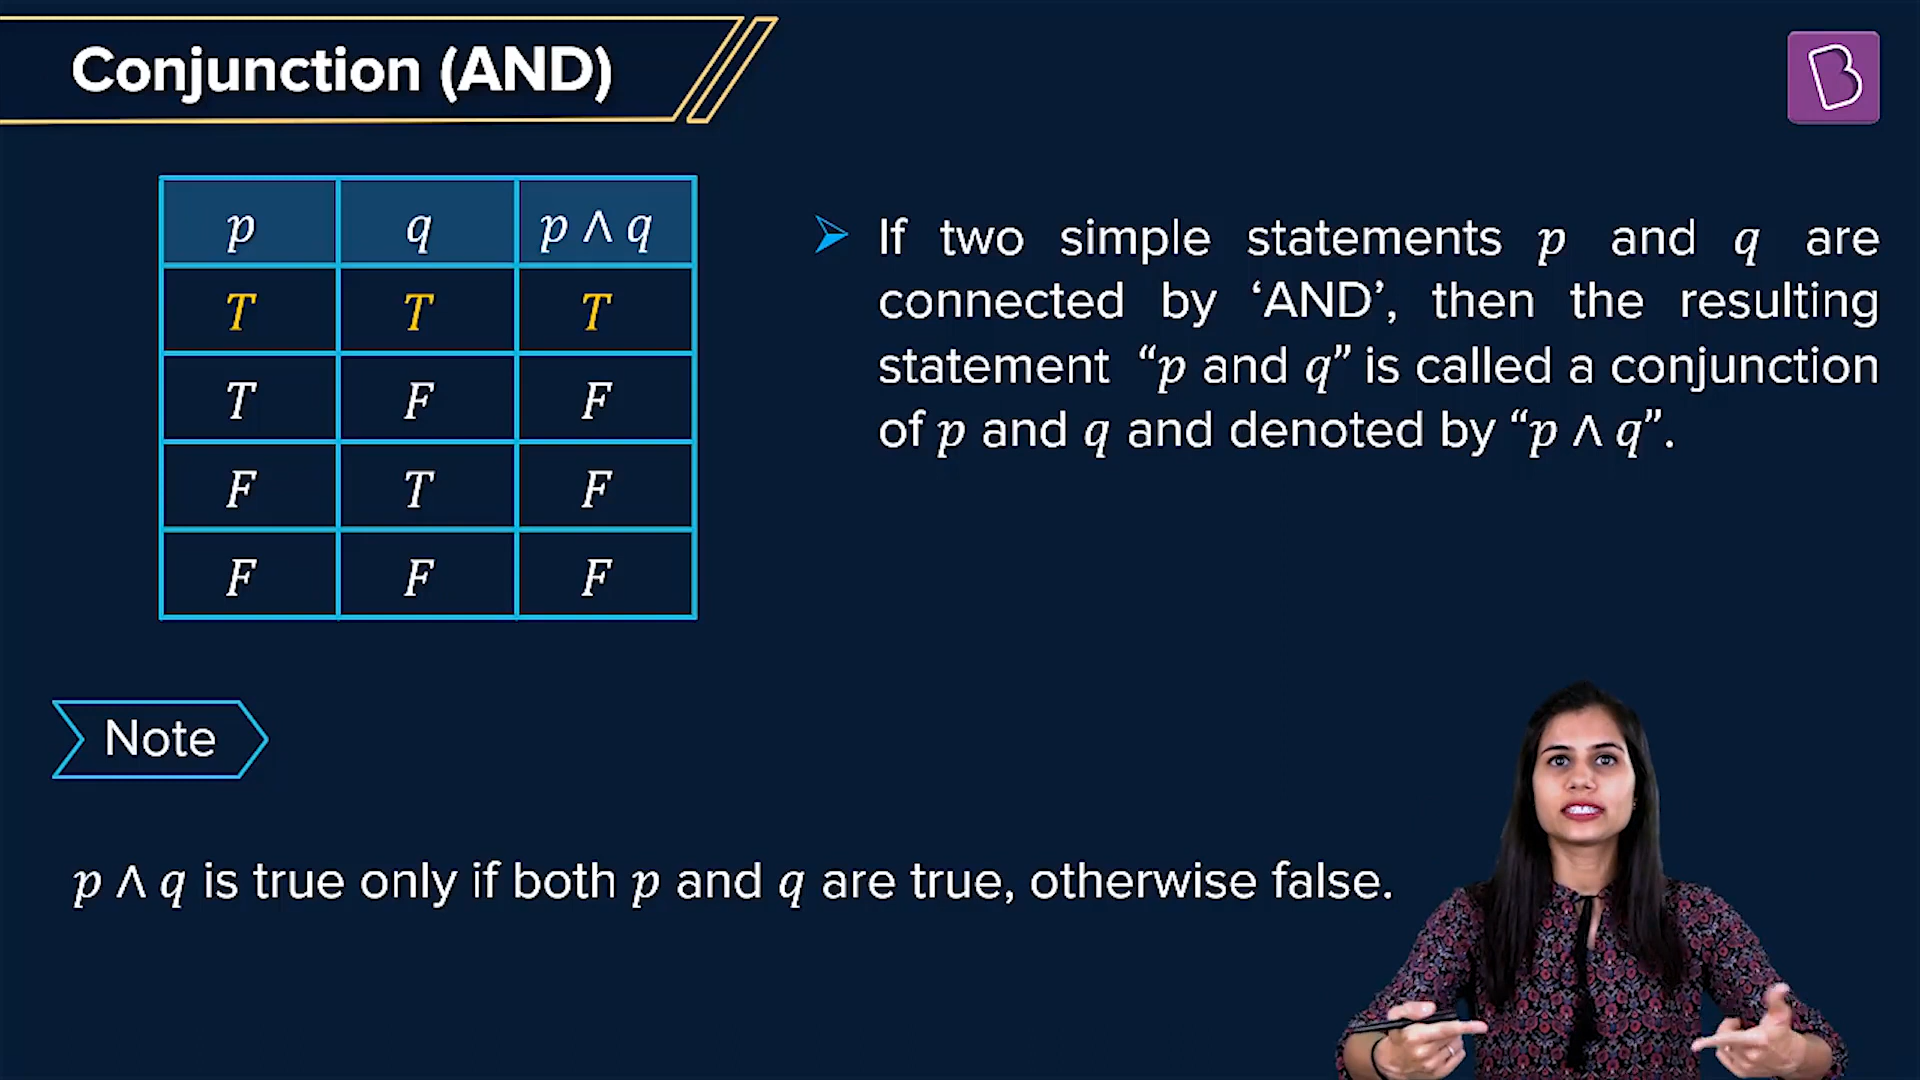 Conjunction (AND)
B
p q p ∧ q
T T T
T F F
F T F
F F F
If two simple statements p and q are
connected by ‘AND’, then the resulting
statement “p and q” is called a conjunction
of p and q and denoted by “p ∧ q”.
Note
p ∧ q is true only if both p and q are true, otherwise false.